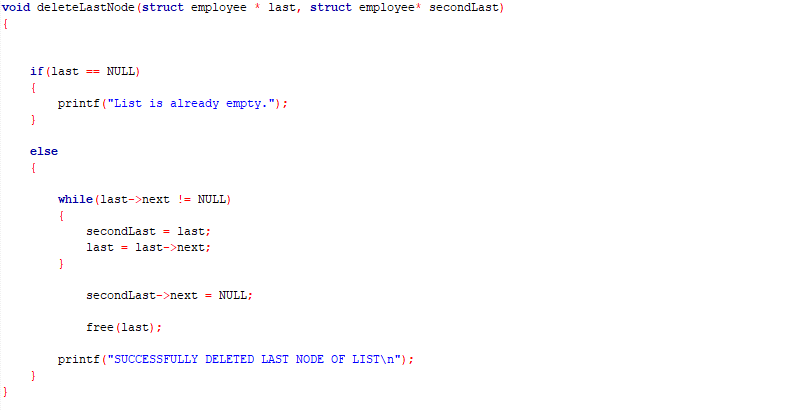 void deleteLastNode(struct employee * last, struct employee* secondLast)
{
if(last == NULL)
{
printf("List is already empty.");
}
else
{
while(last->next != NULL)
{
secondLast = last;
last = last->next;
}
secondLast->next = NULL;
free(last);
printf("SUCCESSFULLY DELETED LAST NODE OF LIST\n");
}
}